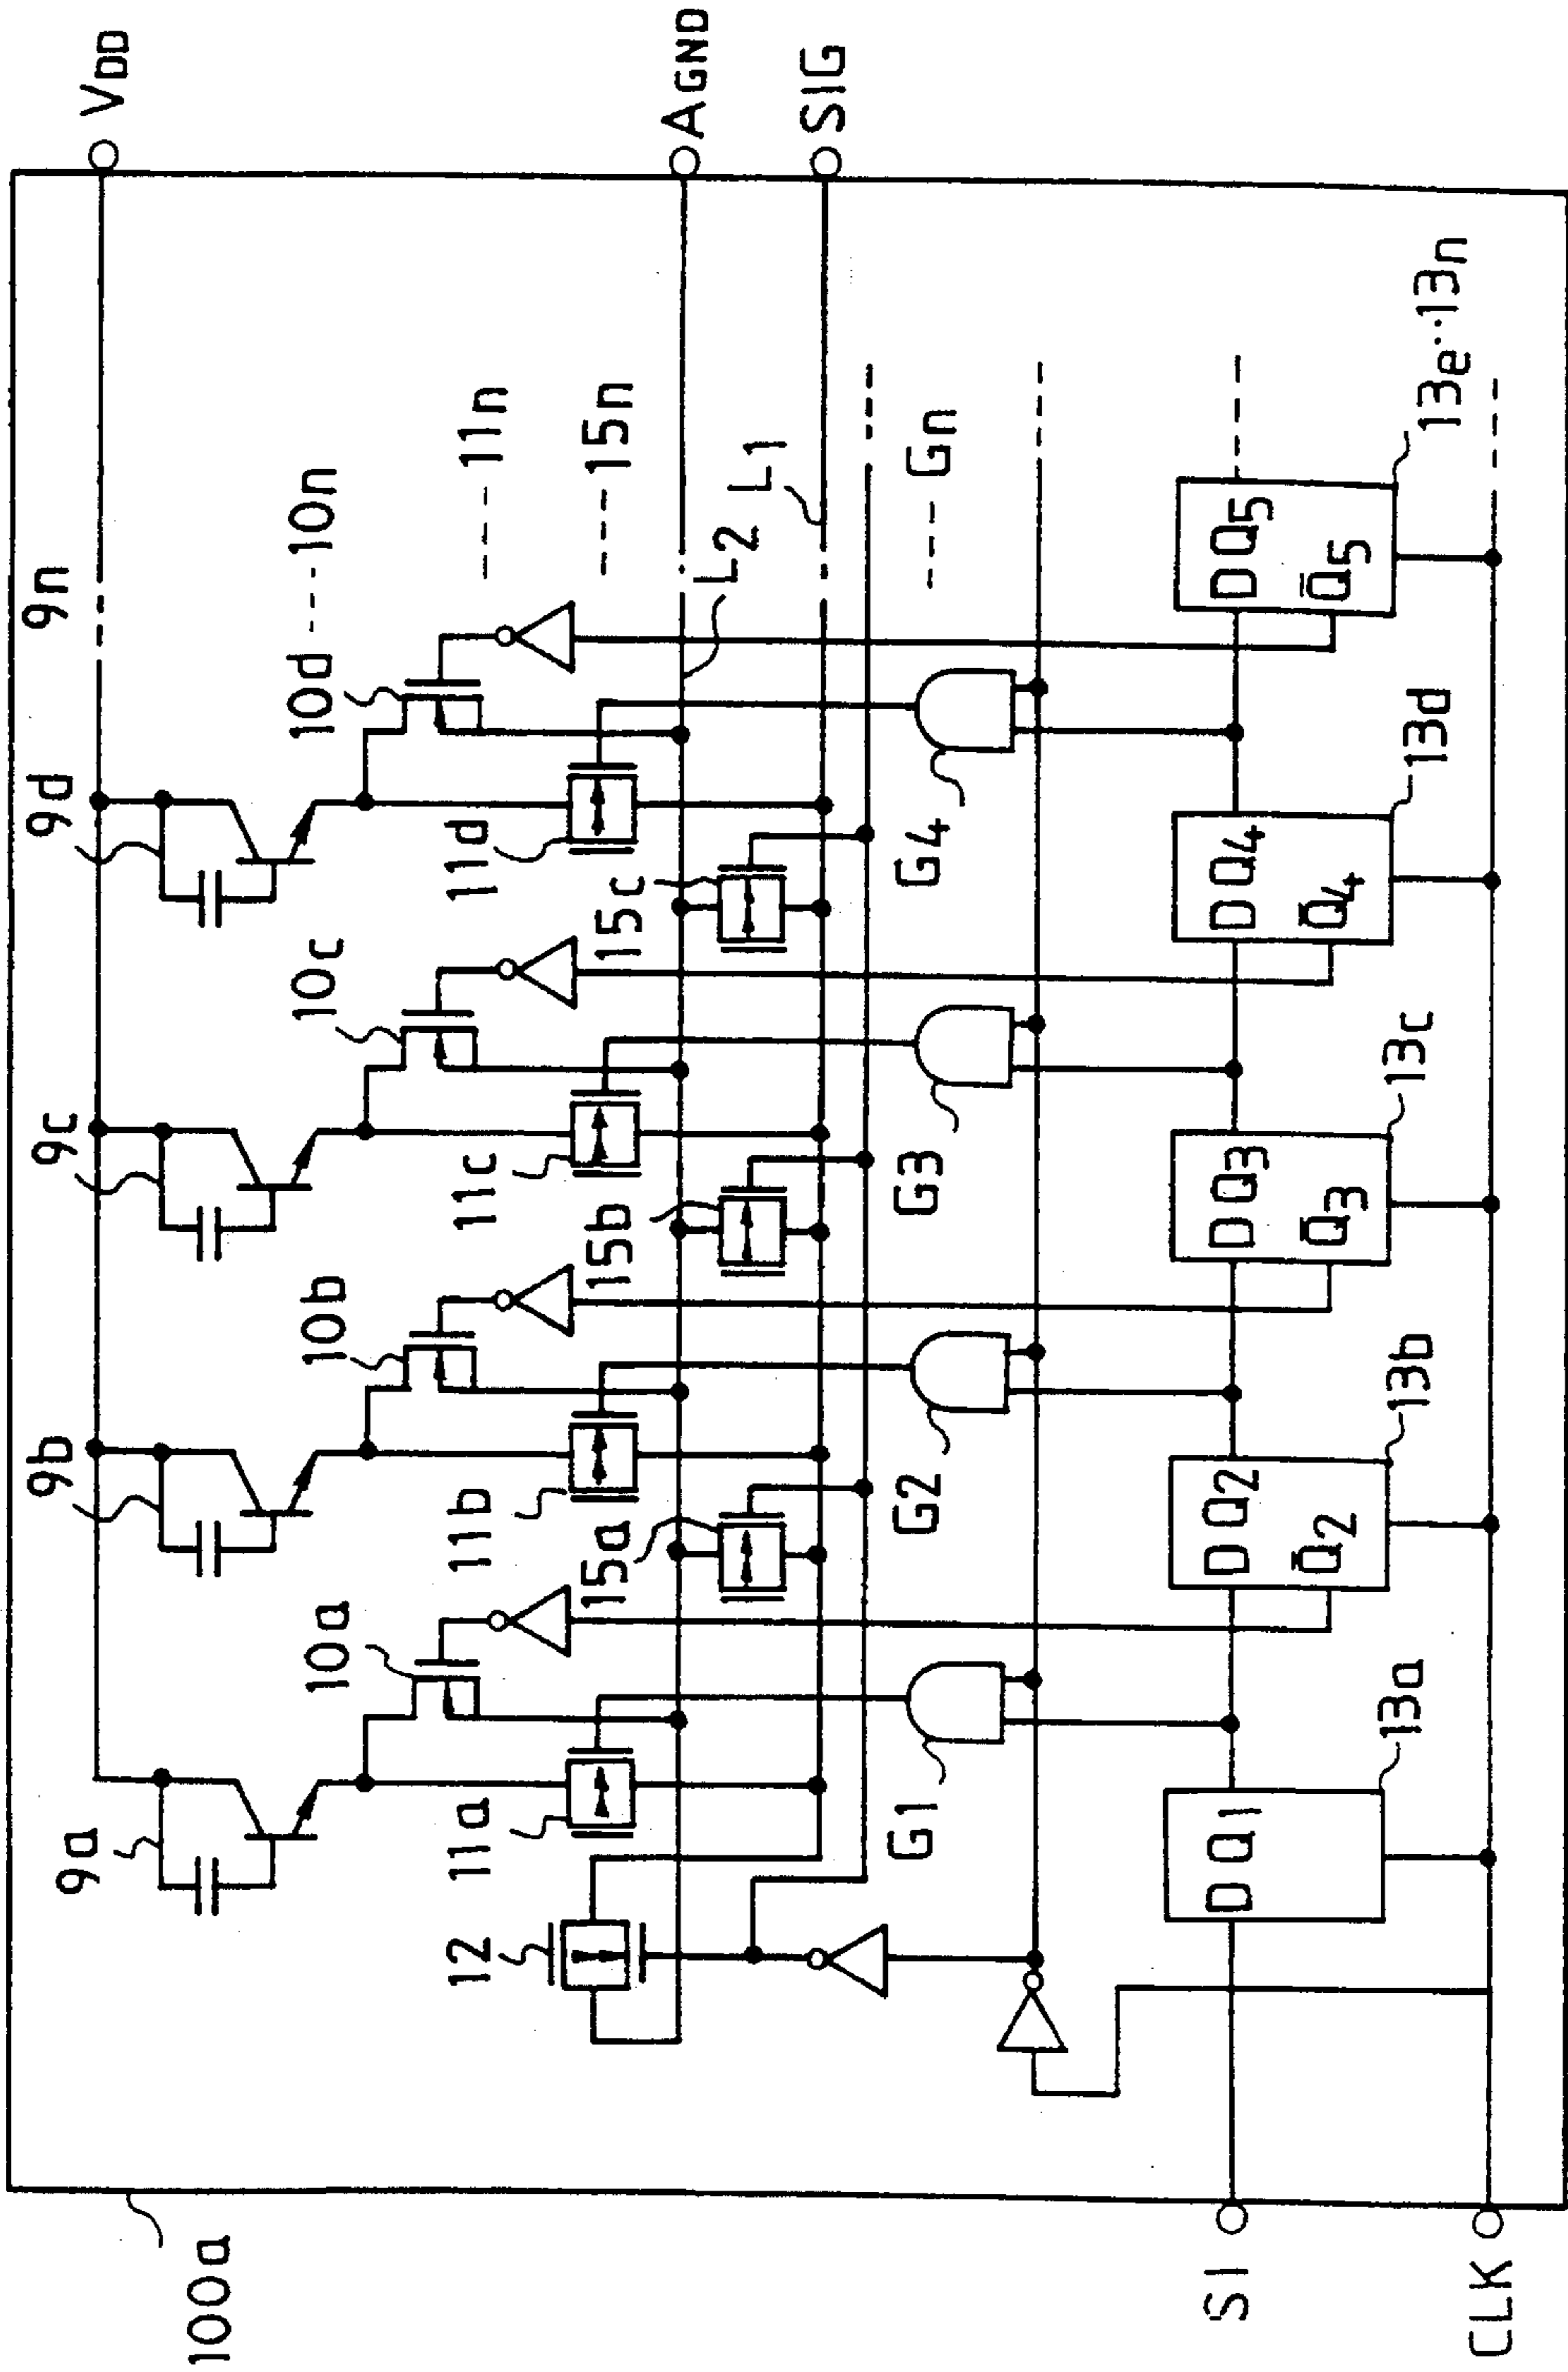 9a 9b 9c 9d 9n
VDD
10a 10b 10c 10d --- 10n
12 11a 11b 11c 11d --- 11n
15a 15b 15c --- 15n
L2 AGND
L1 SIG
G1 G2 G3 G4 --- Gn
100a
13a 13b 13c 13d 13e··13n
SI D Q1 D Q2 D Q3 D Q4 D Q5
Q̅2 Q̅3 Q̅4 Q̅5
CLK